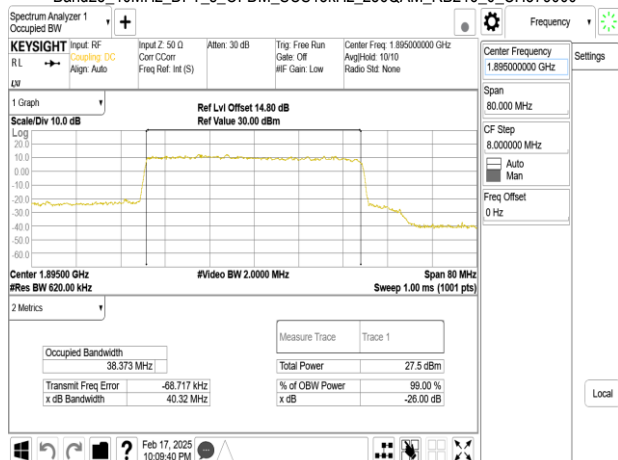 Spectrum Analyzer 1
Occupied BW
+
Frequency
Settings
KEYSIGHT
Input: RF
Coupling: DC
Align: Auto
Input Z: 50 Ω
Corr CCorr
Freq Ref: Int (S)
Atten: 30 dB
Trig: Free Run
Gate: Off
#IF Gain: Low
Center Freq: 1.895000000 GHz
Avg|Hold: 10/10
Radio Std: None
RL
LXI
Center Frequency
1.895000000 GHz
Span
80.000 MHz
CF Step
8.000000 MHz
Auto
Man
Freq Offset
0 Hz
Local
1 Graph
Scale/Div 10.0 dB
Ref Lvl Offset 14.80 dB
Ref Value 30.00 dBm
Log
20.0
10.0
0.00
-10.0
-20.0
-30.0
-40.0
-50.0
-60.0
Center 1.89500 GHz
#Video BW 2.0000 MHz
Span 80 MHz
#Res BW 620.00 kHz
Sweep 1.00 ms (1001 pts)
2 Metrics
Measure Trace
Trace 1
Occupied Bandwidth
38.373 MHz
Total Power
27.5 dBm
Transmit Freq Error
-68.717 kHz
% of OBW Power
99.00 %
x dB Bandwidth
40.32 MHz
x dB
-26.00 dB
?
Feb 17, 2025
10:09:40 PM